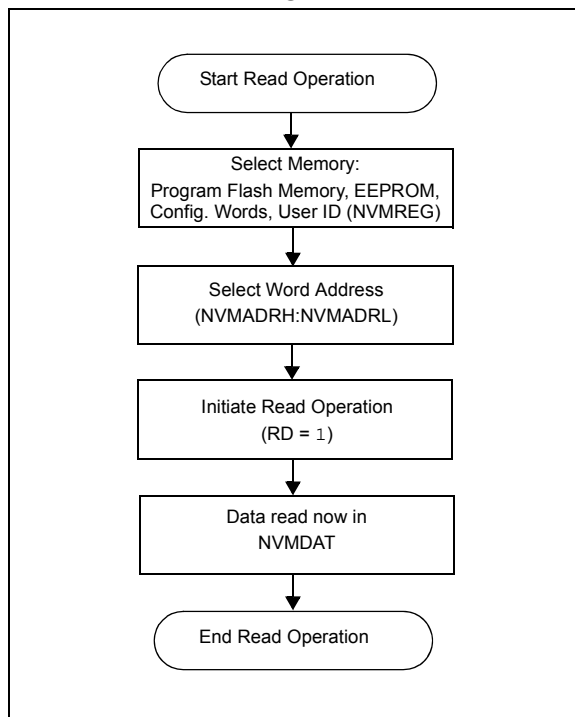 Start Read Operation
Select Memory:
Program Flash Memory, EEPROM,
Config. Words, User ID (NVMREG)
Select Word Address
(NVMADRH:NVMADRL)
Initiate Read Operation
(RD = 1)
Data read now in
NVMDAT
End Read Operation